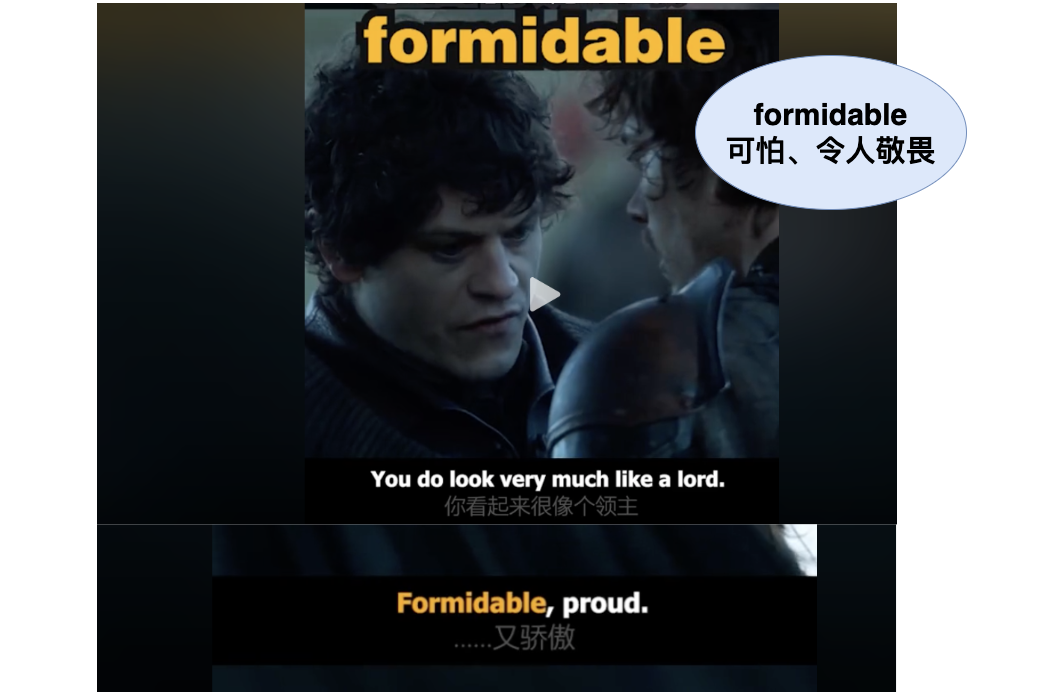 formidable
formidable
可怕、令人敬畏
You do look very much like a lord.
你看起来很像个领主
Formidable, proud.
......又骄傲